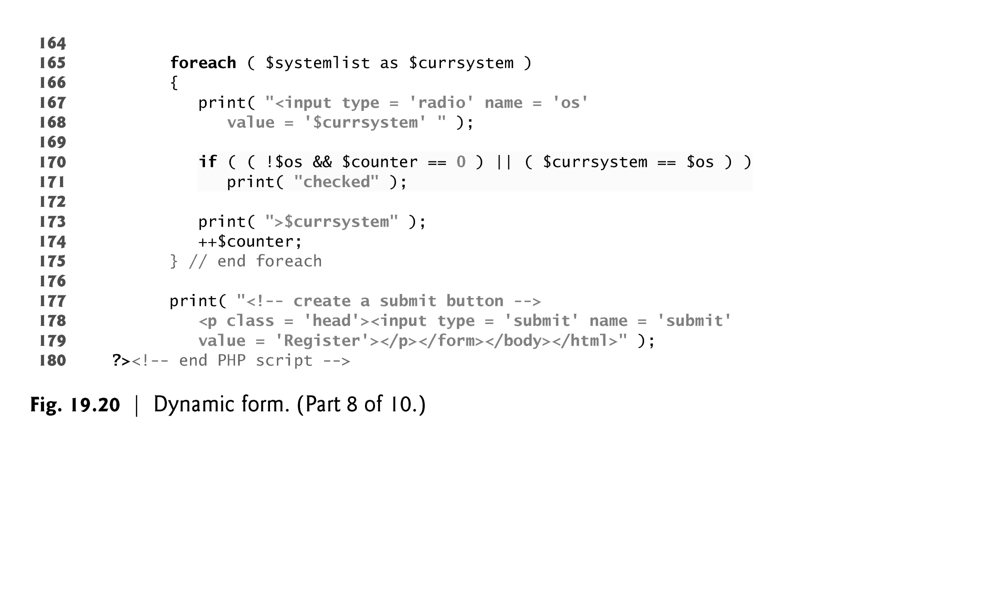 164
165 foreach ( $systemlist as $currsystem )
166 {
167 print( "<input type = 'radio' name = 'os'
168 value = '$currsystem' " );
169
170 if ( ( !$os && $counter == 0 ) || ( $currsystem == $os ) )
171 print( "checked" );
172
173 print( ">$currsystem" );
174 ++$counter;
175 } // end foreach
176
177 print( "<!-- create a submit button -->
178 <p class = 'head'><input type = 'submit' name = 'submit'
179 value = 'Register'></p></form></body></html>" );
180 ?><!-- end PHP script -->
Fig. 19.20 | Dynamic form. (Part 8 of 10.)